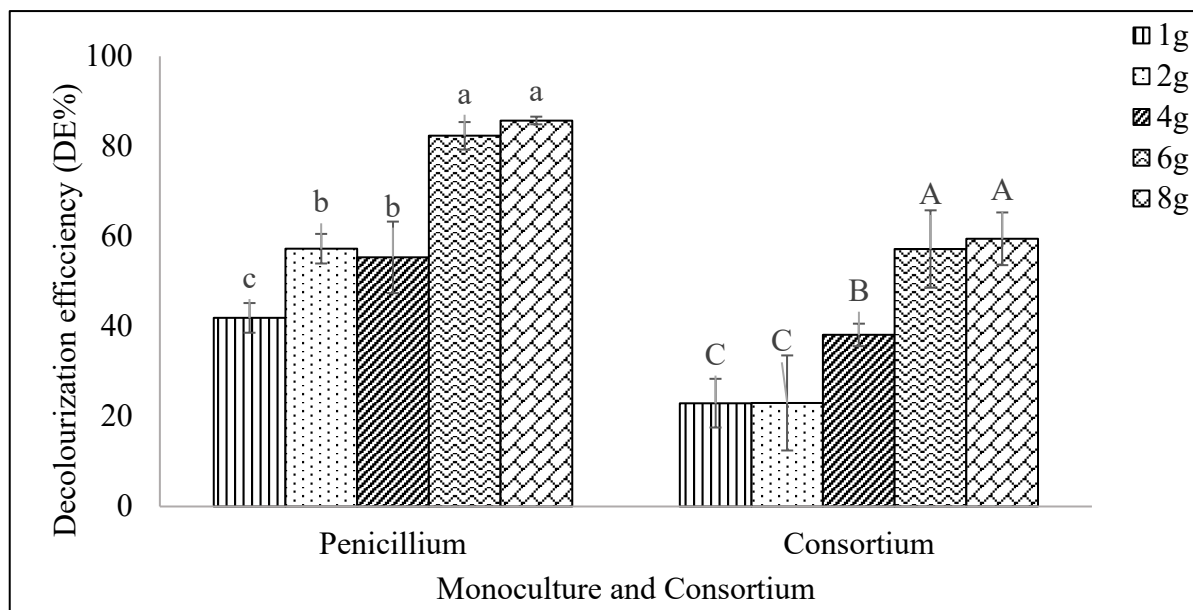 Decolourization efficciency (DE%)
100
80
60
40
20
0
c
b
b
a
a
C
C
B
A
A
Penicillium
Consortium
Monoculture and Consortium
1g
2g
4g
6g
8g